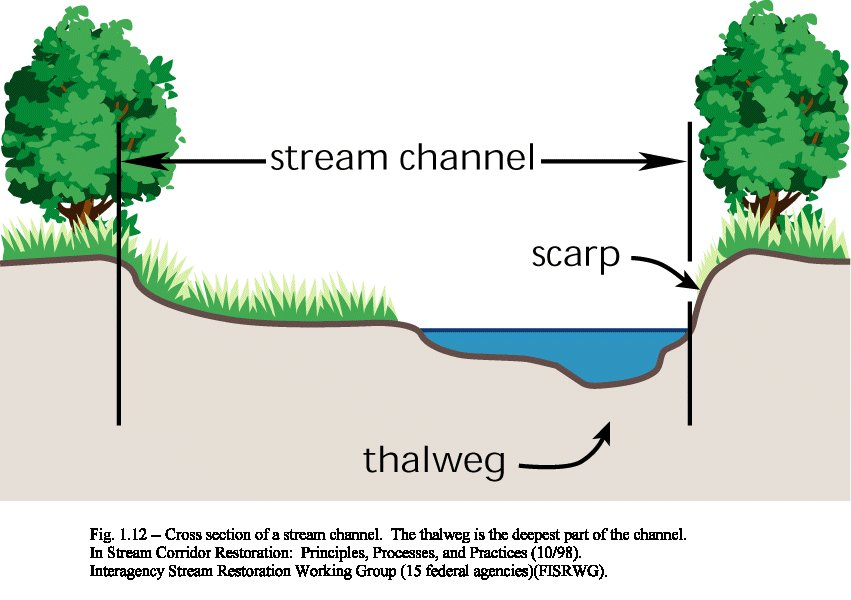 stream channel
scarp
thalweg
Fig. 1.12 – Cross section of a stream channel.  The thalweg is the deepest part of the channel.
In Stream Corridor Restoration:  Principles, Processes, and Practices (10/98).
Interagency Stream Restoration Working Group (15 federal agencies)(FISRWG).